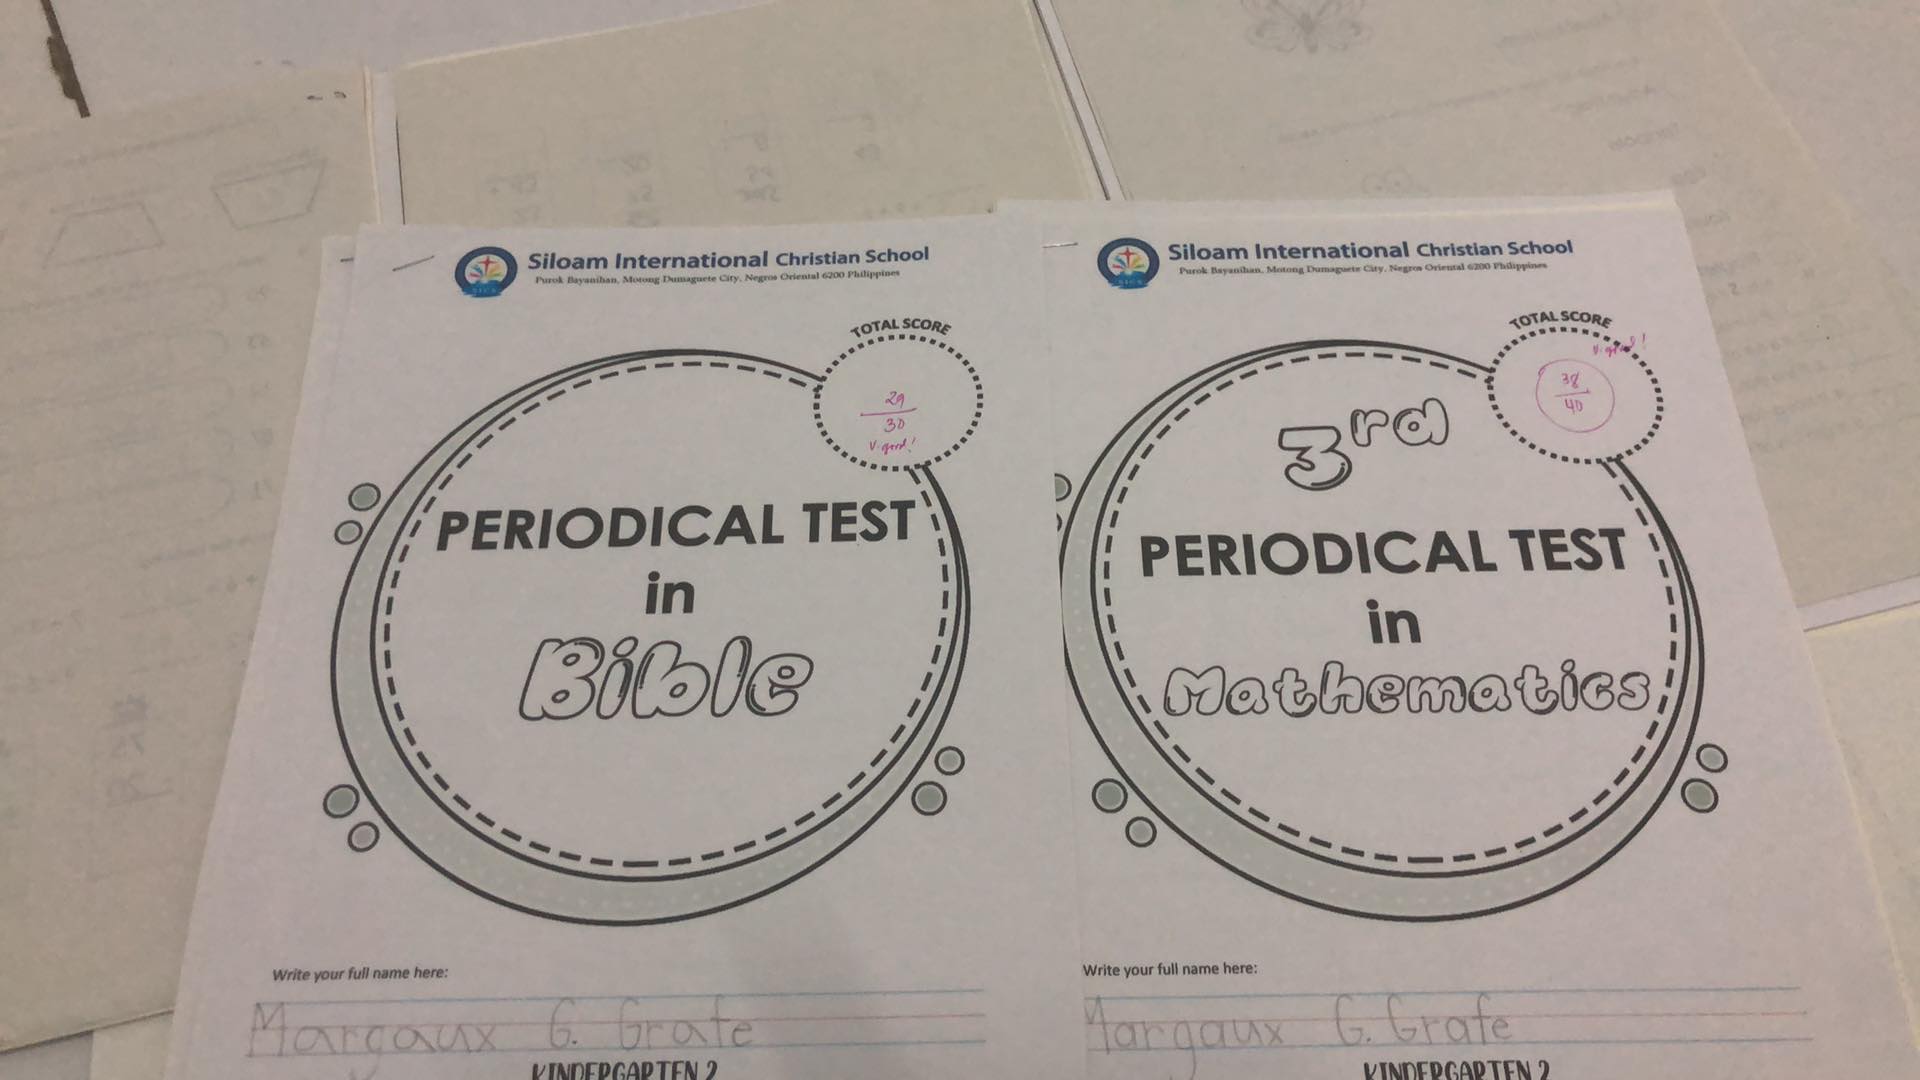 Siloam International Christian School
Purok Bayanihan, Motong Dumaguete City, Negros Oriental 6200 Philippines
TOTAL SCORE
29
30
V. good!
PERIODICAL TEST
in
Bible
Write your full name here:
Margaux G. Grafe
KINDERGARTEN 2
Siloam International Christian School
Purok Bayanihan, Motong Dumaguete City, Negros Oriental 6200 Philippines
TOTAL SCORE
V. good!
38
40
3rd
PERIODICAL TEST
in
Mathematics
Write your full name here:
Margaux G. Grafe
KINDERGARTEN 2